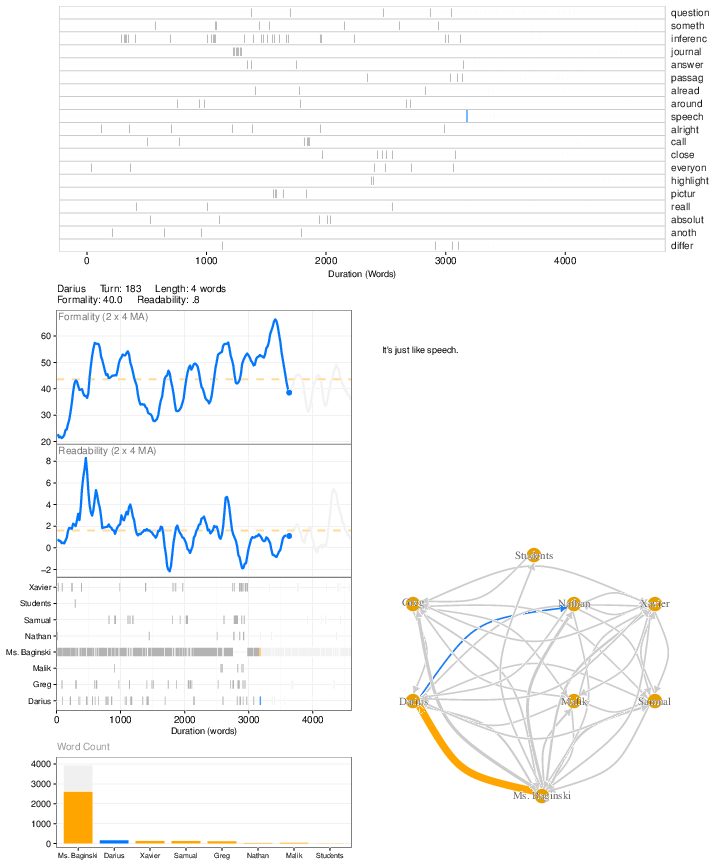 question
someth
inferenc
journal
answer
passag
alread
around
speech
alright
call
close
everyon
highlight
pictur
reall
absolut
anoth
differ
0 1000 2000 3000 4000
Duration (Words)
Darius Turn: 183 Length: 4 words
Formality: 40.0 Readability: .8
Formality (2 x 4 MA)
60
50
40
30
20
It's just like speech.
Readability (2 x 4 MA)
8
6
4
2
0
−2
Xavier
Students
Samual
Nathan
Ms. Baginski
Malik
Greg
Darius
0 1000 2000 3000 4000
Duration (words)
Students
Greg Nathan Xavier
Darius Malik Samual
Ms. Baginski
Word Count
4000
3000
2000
1000
0
Ms. Baginski Darius Xavier Samual Greg Nathan Malik Students